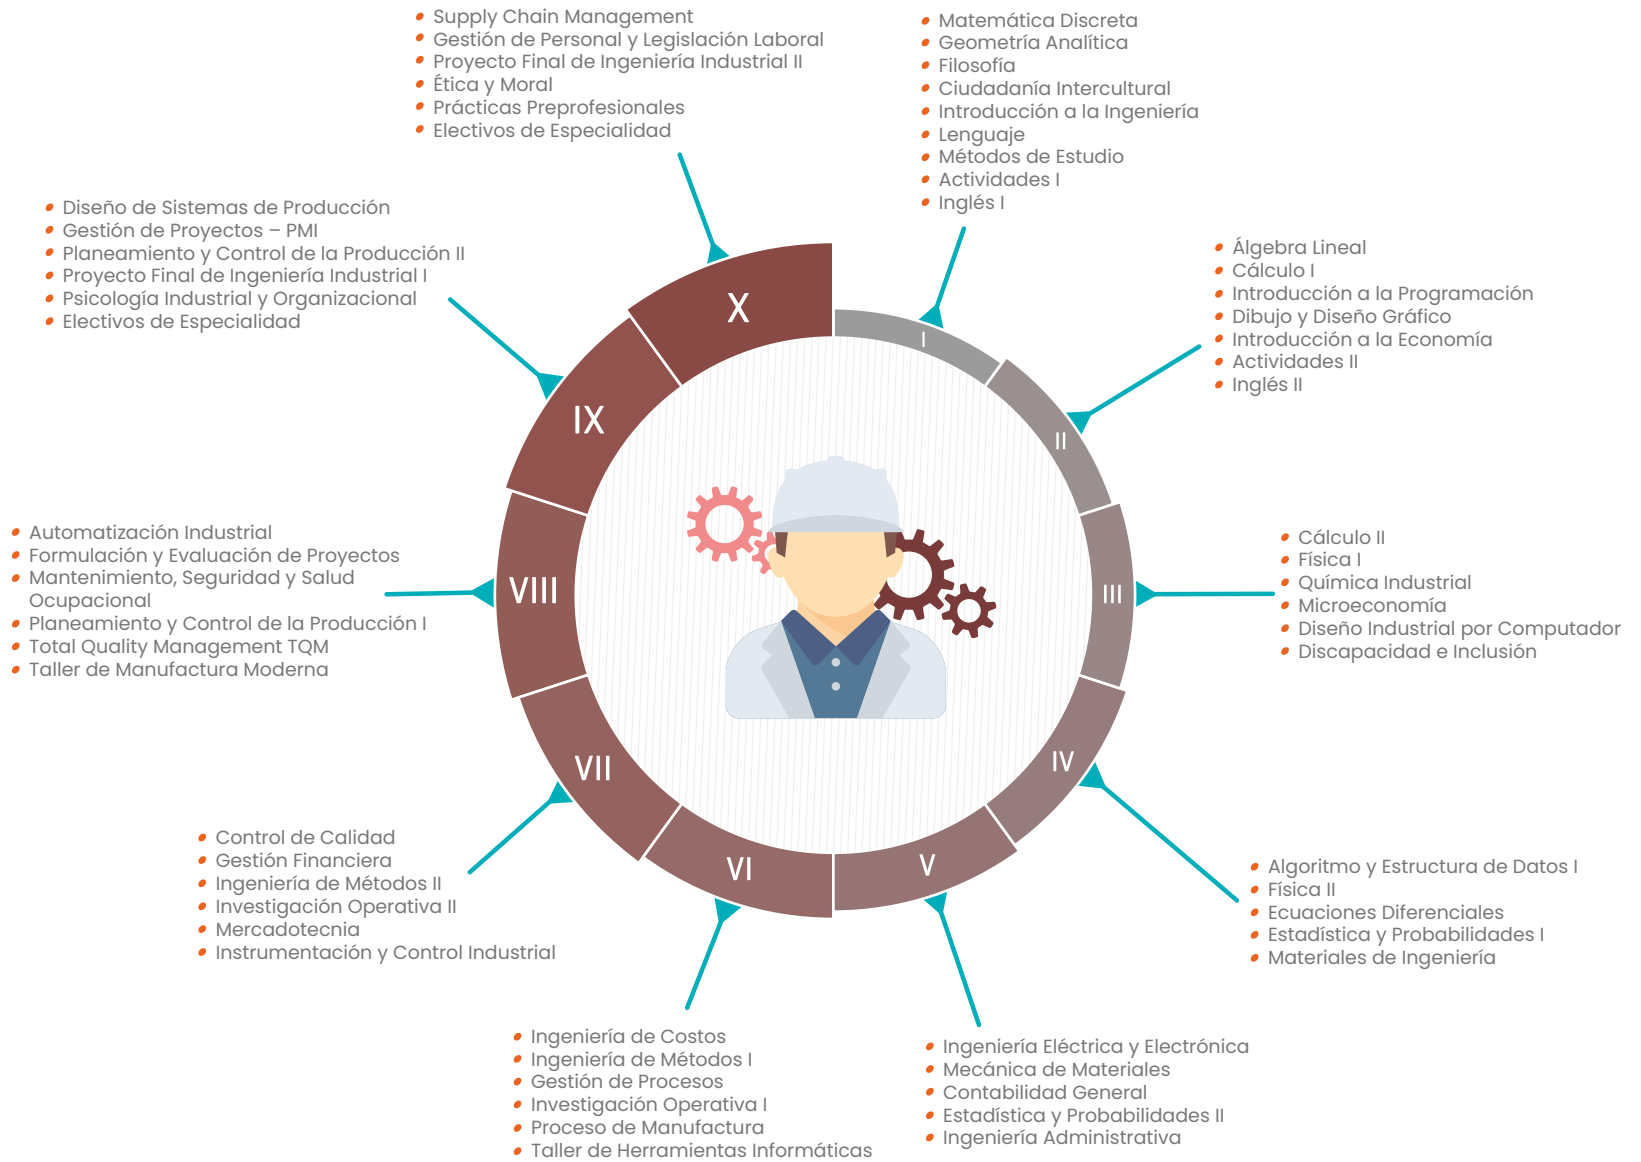 Supply Chain Management
Gestión de Personal y Legislación Laboral
Proyecto Final de Ingeniería Industrial II
Ética y Moral
Prácticas Preprofesionales
Electivos de Especialidad
Matemática Discreta
Geometría Analítica
Filosofía
Ciudadanía Intercultural
Introducción a la Ingeniería
Lenguaje
Métodos de Estudio
Actividades I
Inglés I
Diseño de Sistemas de Producción
Gestión de Proyectos – PMI
Planeamiento y Control de la Producción II
Proyecto Final de Ingeniería Industrial I
Psicología Industrial y Organizacional
Electivos de Especialidad
Álgebra Lineal
Cálculo I
Introducción a la Programación
Dibujo y Diseño Gráfico
Introducción a la Economía
Actividades II
Inglés II
X
I
IX
II
Automatización Industrial
Formulación y Evaluación de Proyectos
Mantenimiento, Seguridad y Salud
Ocupacional
Planeamiento y Control de la Producción I
Total Quality Management TQM
Taller de Manufactura Moderna
VIII
III
Cálculo II
Física I
Química Industrial
Microeconomía
Diseño Industrial por Computador
Discapacidad e Inclusión
VII
IV
VI
V
Control de Calidad
Gestión Financiera
Ingeniería de Métodos II
Investigación Operativa II
Mercadotecnia
Instrumentación y Control Industrial
Algoritmo y Estructura de Datos I
Física II
Ecuaciones Diferenciales
Estadística y Probabilidades I
Materiales de Ingeniería
Ingeniería de Costos
Ingeniería de Métodos I
Gestión de Procesos
Investigación Operativa I
Proceso de Manufactura
Taller de Herramientas Informáticas
Ingeniería Eléctrica y Electrónica
Mecánica de Materiales
Contabilidad General
Estadística y Probabilidades II
Ingeniería Administrativa